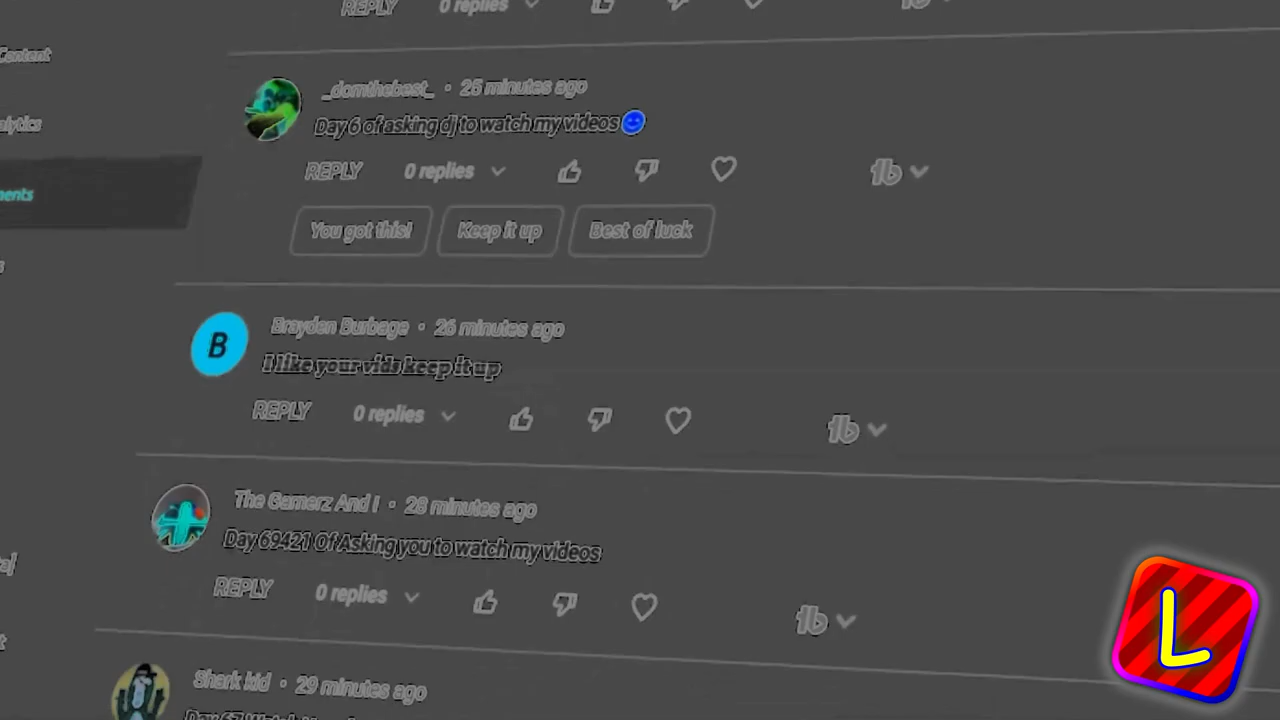 REPLY 0 replies
Content
_domthebest_ • 25 minutes ago
Day 6 of asking dj to watch my videos
REPLY 0 replies
You got this! Keep it up Best of luck
Brayden Burbage • 26 minutes ago
I like your vids keep it up
REPLY 0 replies
The Gamerz And I • 28 minutes ago
Day 69421 Of Asking you to watch my videos
REPLY 0 replies
Shark kid • 29 minutes ago
L